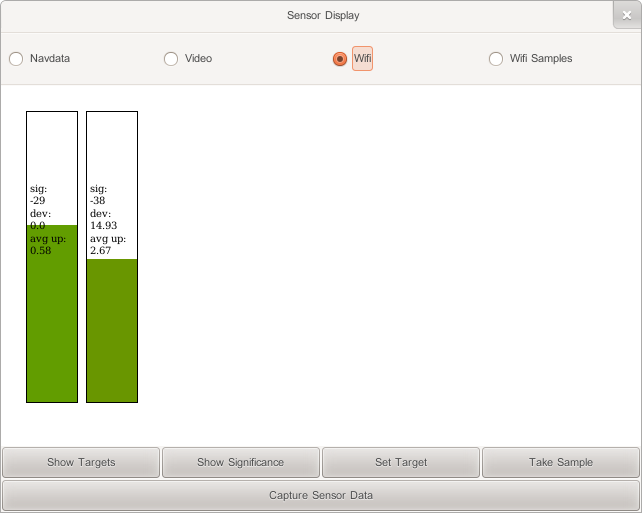 Sensor Display
Navdata
Video
Wifi
Wifi Samples
sig:
-29
dev:
0.0
avg up:
0.58
sig:
-38
dev:
14.93
avg up:
2.67
Show Targets
Show Significance
Set Target
Take Sample
Capture Sensor Data